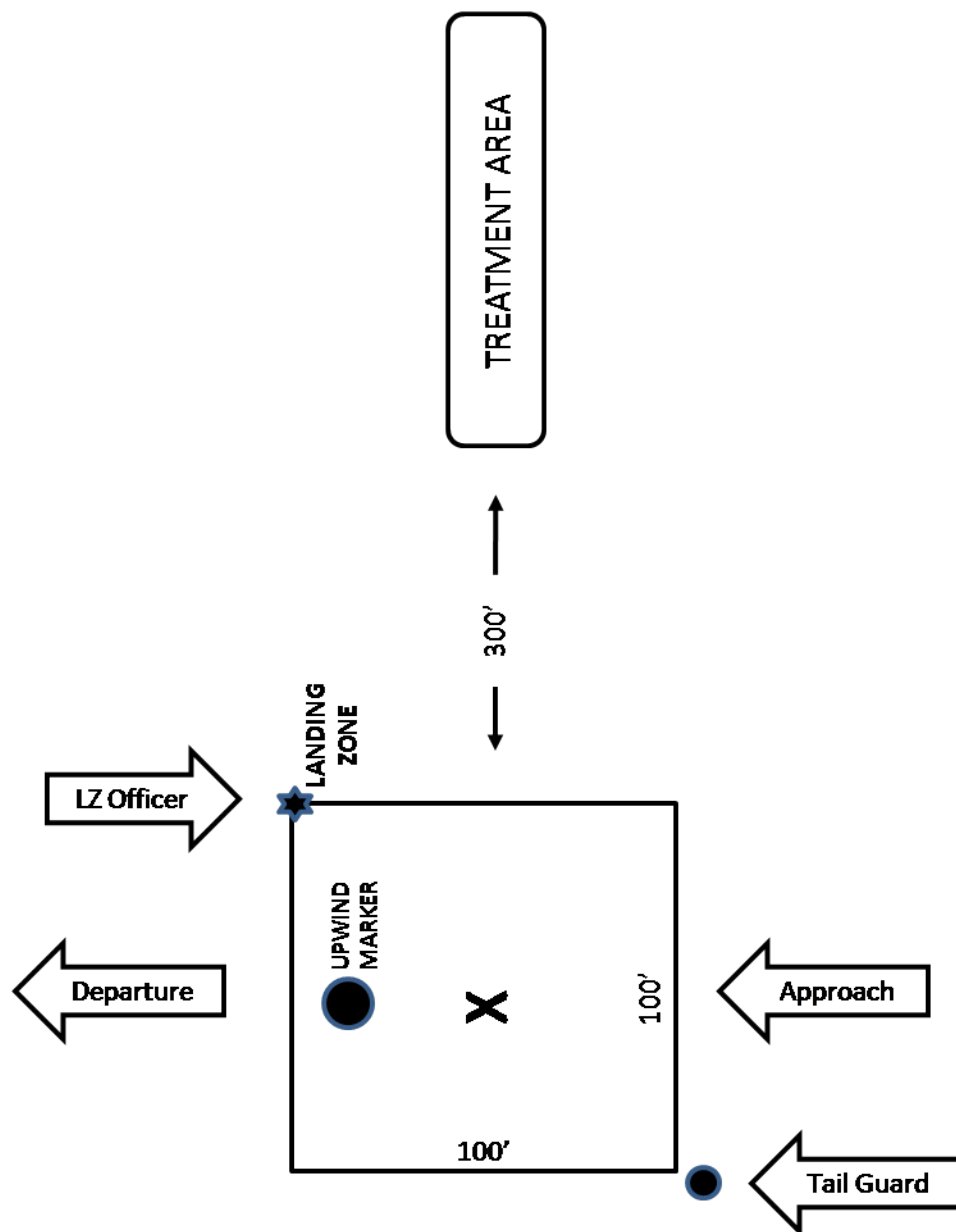 TREATMENT AREA
300’
LANDING
ZONE
LZ Officer
UPWIND
MARKER
Departure
X
Approach
100’
100’
Tail Guard